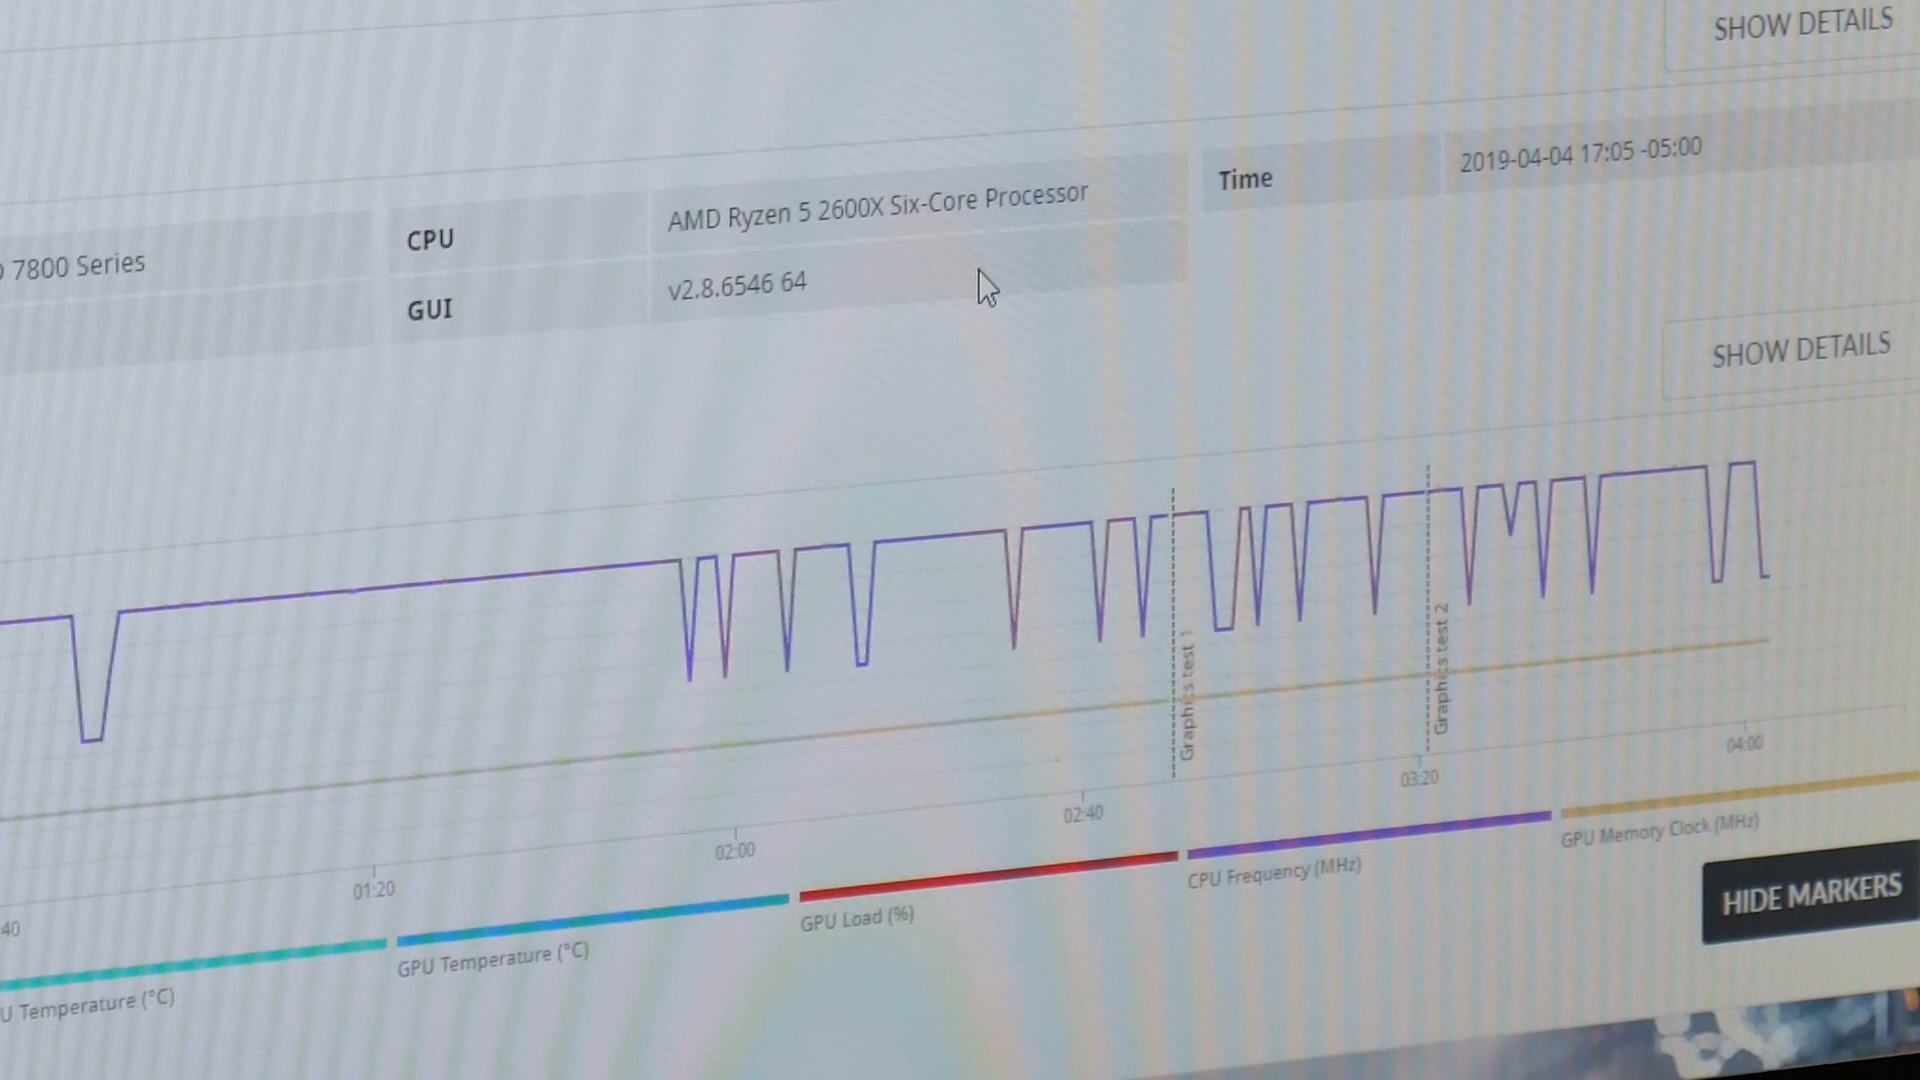 SHOW DETAILS
7800 Series
CPU
AMD Ryzen 5 2600X Six-Core Processor
Time
2019-04-04 17:05 -05:00
GUI
v2.8.6546 64
SHOW DETAILS
Graphics test 1
Graphics test 2
:40
01:20
02:00
02:40
03:20
04:00
U Temperature (°C)
GPU Temperature (°C)
GPU Load (%)
CPU Frequency (MHz)
GPU Memory Clock (MHz)
HIDE MARKERS